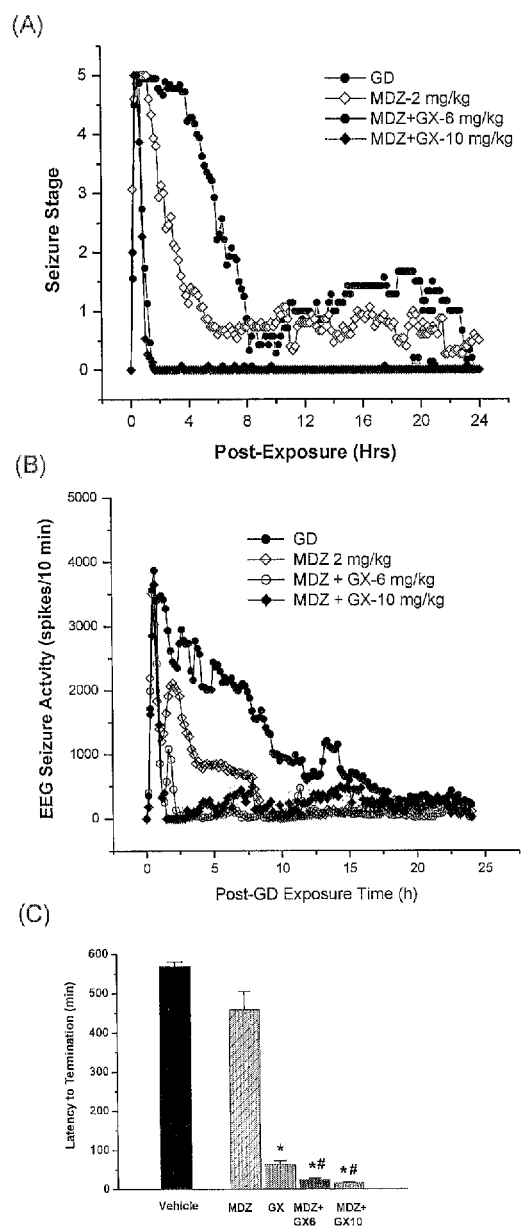 (A)
5
4
3
2
1
0
Seizure Stage
GD
MDZ-2 mg/kg
MDZ+GX-6 mg/kg
MDZ+GX-10 mg/kg
0 4 8 12 16 20 24
Post-Exposure (Hrs)
(B)
5000
4000
3000
2000
1000
0
EEG Seizure Actvity (spikes/10 min)
GD
MDZ 2 mg/kg
MDZ + GX-6 mg/kg
MDZ + GX-10 mg/kg
0 5 10 15 20 25
Post-GD Exposure Time (h)
(C)
600
500
400
300
200
100
0
Latency to Termination (min)
* *# *#
Vehicle MDZ GX MDZ+ MDZ+
GX6 GX10